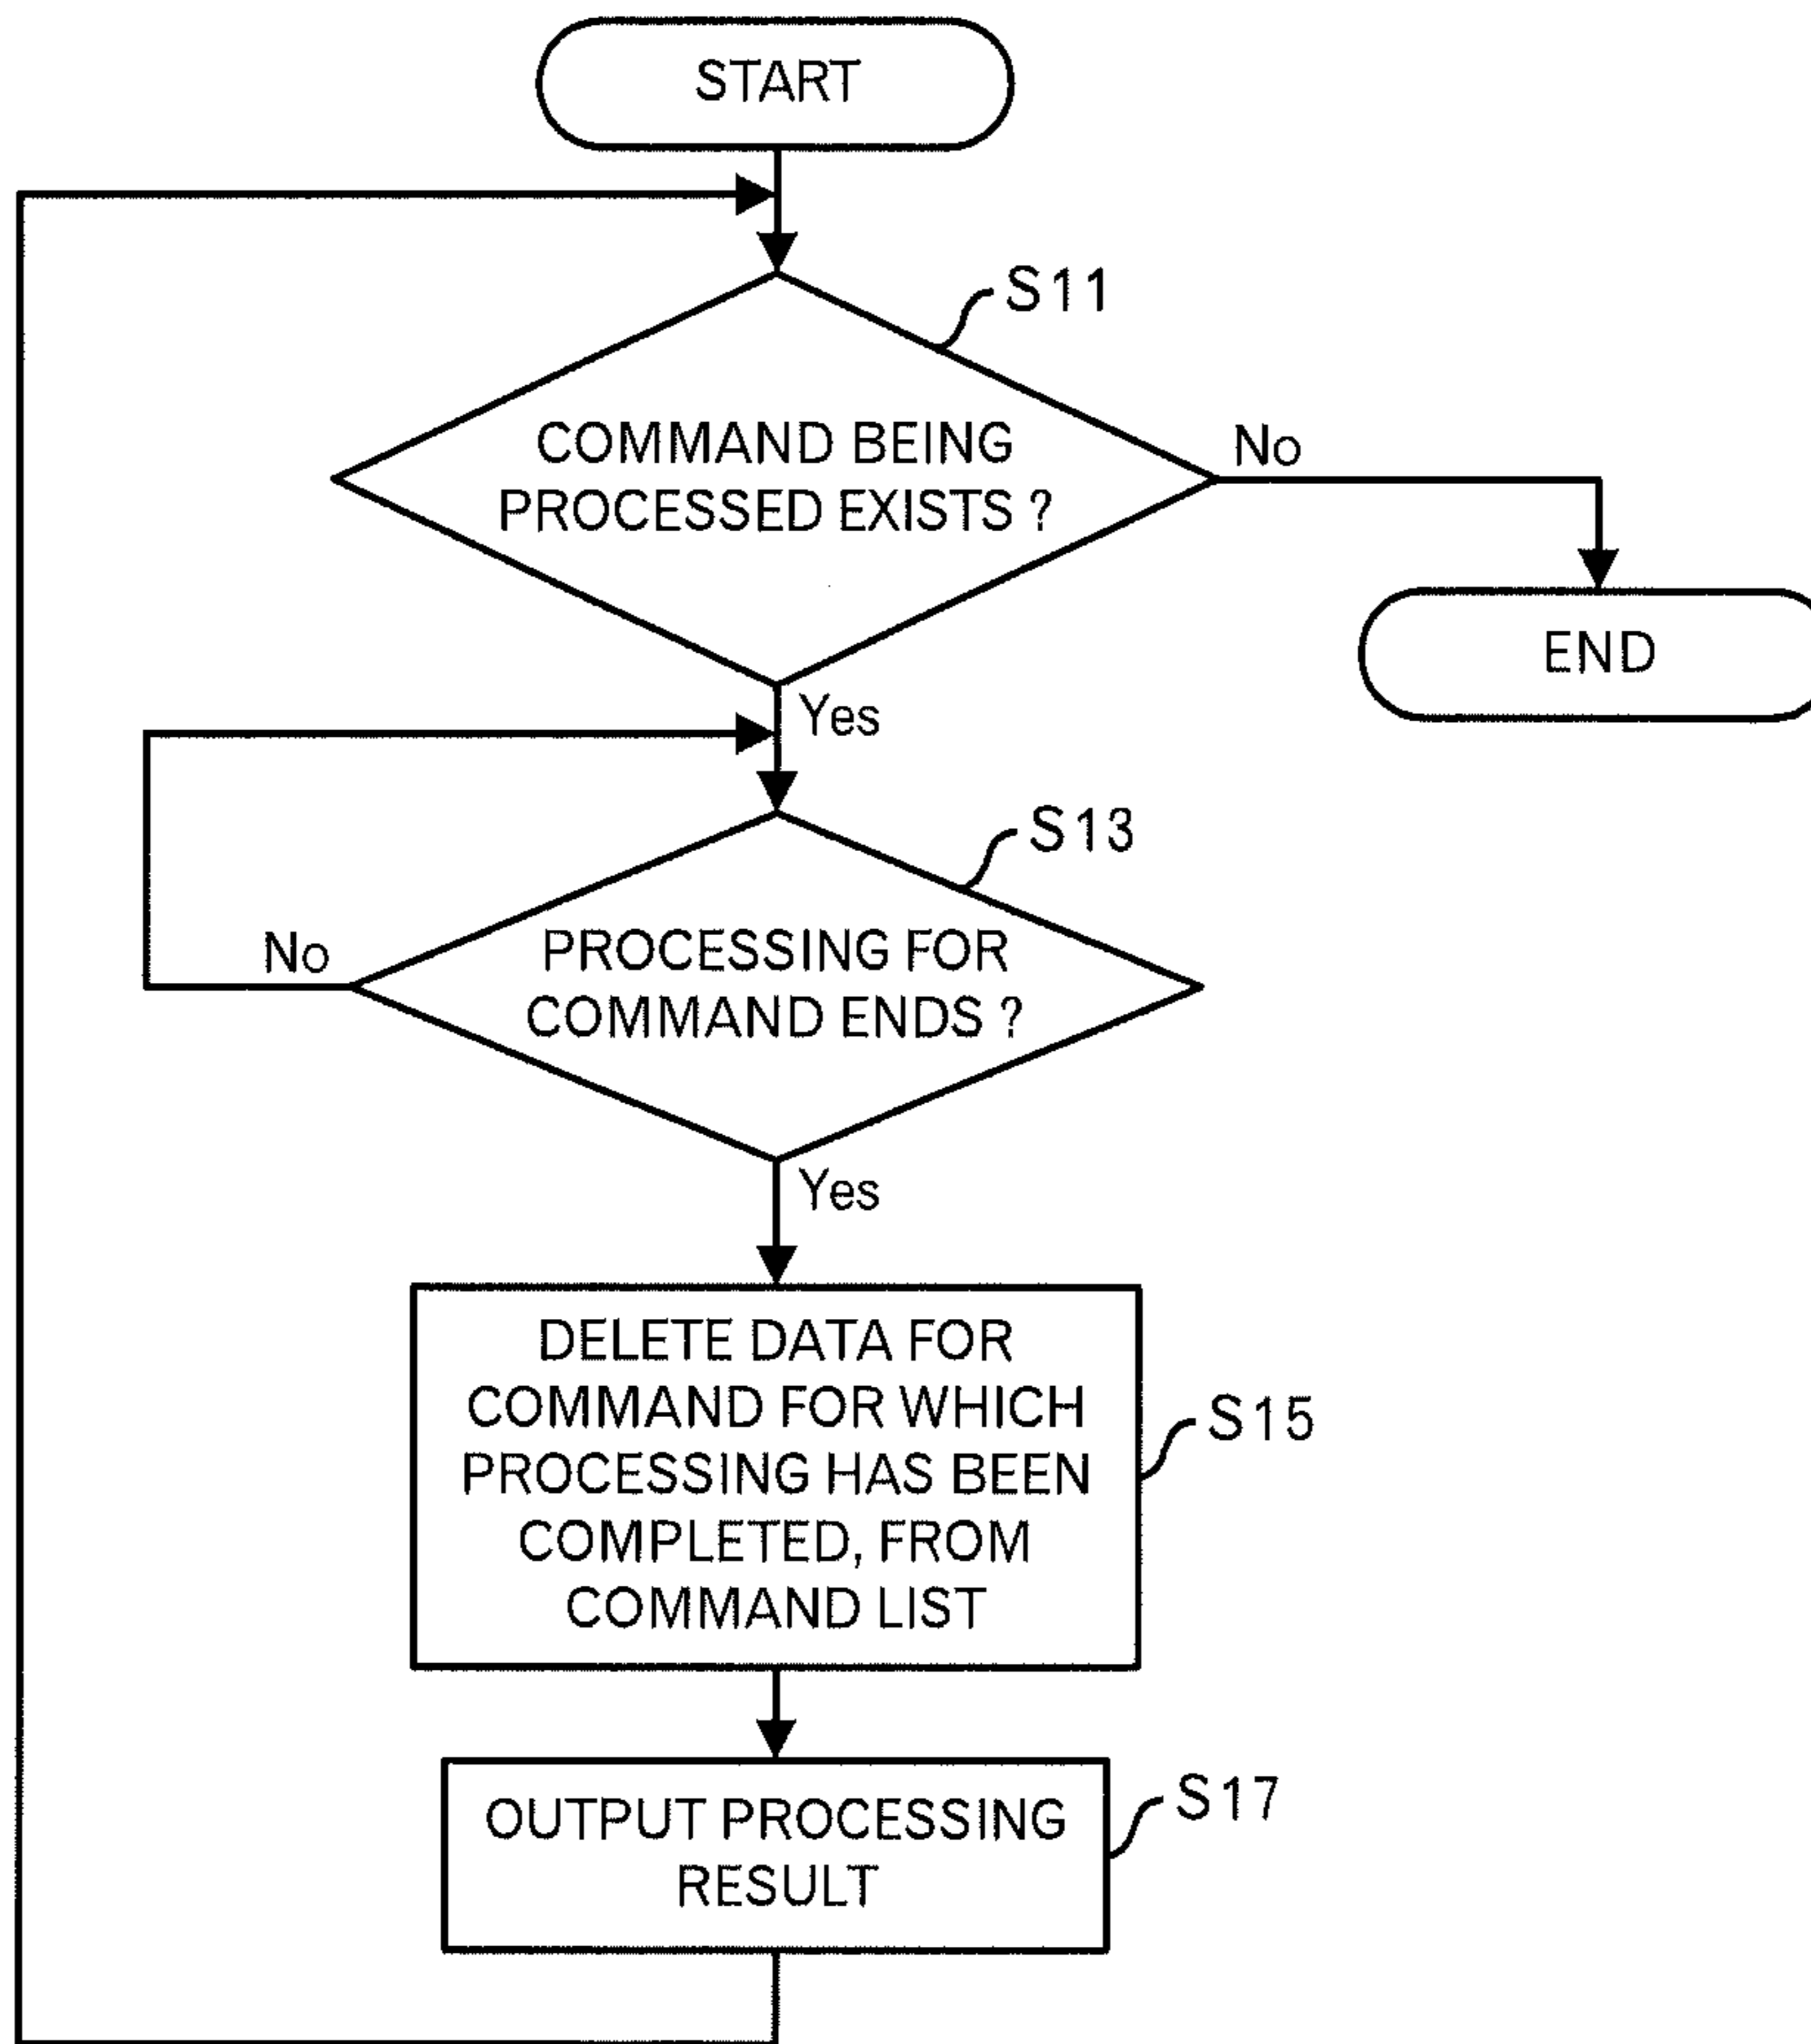 START
S11
COMMAND BEING
PROCESSED EXISTS ?
No
END
Yes
S13
PROCESSING FOR
COMMAND ENDS ?
No
Yes
DELETE DATA FOR
COMMAND FOR WHICH
PROCESSING HAS BEEN
COMPLETED, FROM
COMMAND LIST
S15
OUTPUT PROCESSING
RESULT
S17